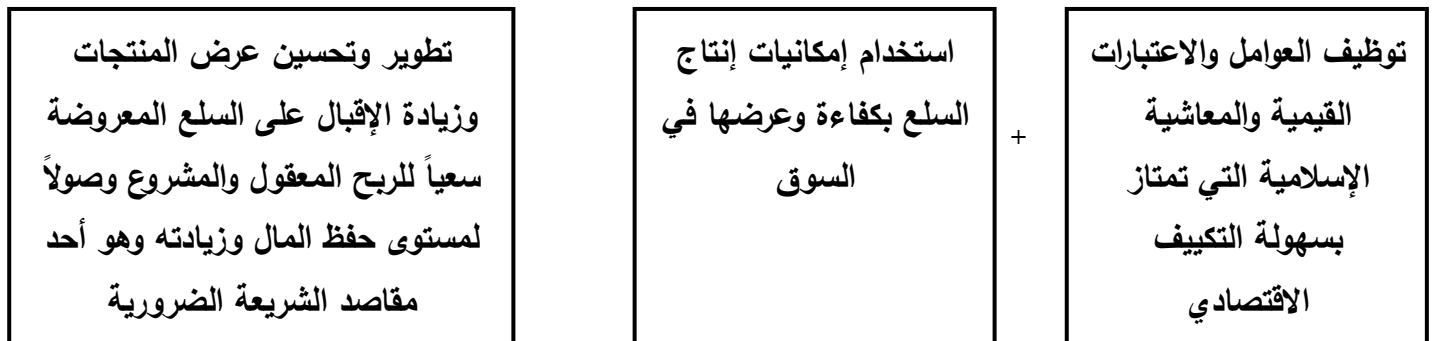 توظيف العوامل والاعتبارات
القيمية والمعاشية
الإسلامية التي تمتاز
بسهولة التكييف
الاقتصادي
+
استخدام إمكانيات إنتاج
السلع بكفاءة وعرضها في
السوق
تطوير وتحسين عرض المنتجات
وزيادة الإقبال على السلع المعروضة
سعياً للربح المعقول والمشروع وصولاً
لمستوى حفظ المال وزيادته وهو أحد
مقاصد الشريعة الضرورية